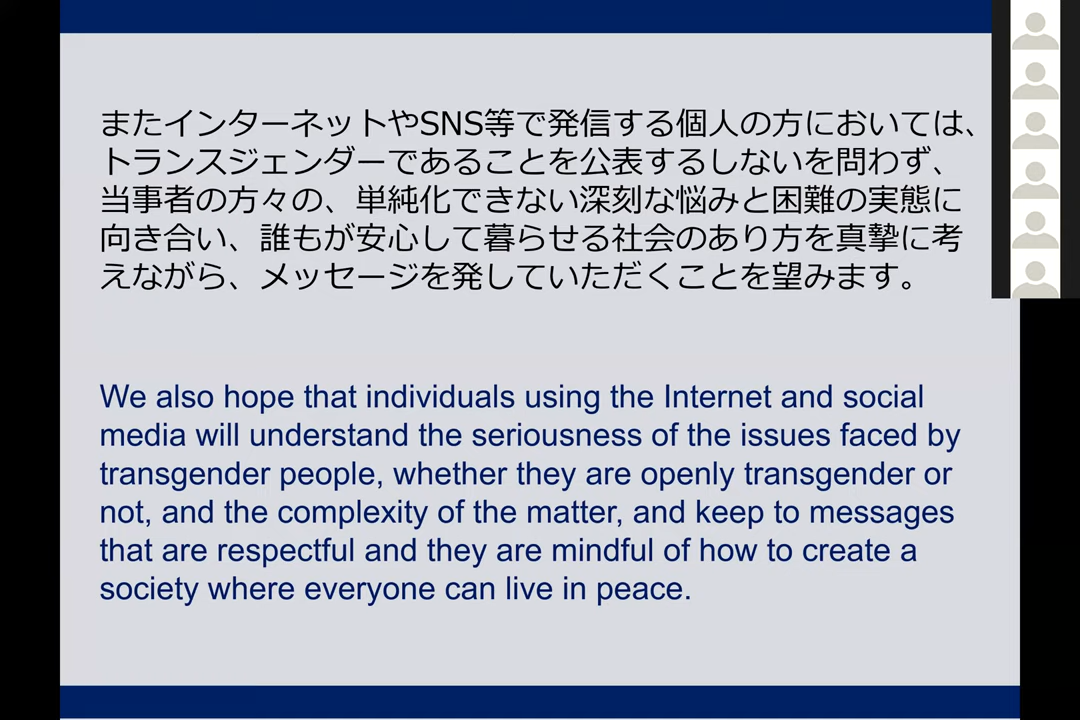 またインターネットやSNS等で発信する個人の方においては、
トランスジェンダーであることを公表するしないを問わず、
当事者の方々の、単純化できない深刻な悩みと困難の実態に
向き合い、誰もが安心して暮らせる社会のあり方を真摯に考
えながら、メッセージを発していただくことを望みます。
We also hope that individuals using the Internet and social
media will understand the seriousness of the issues faced by
transgender people, whether they are openly transgender or
not, and the complexity of the matter, and keep to messages
that are respectful and they are mindful of how to create a
society where everyone can live in peace.